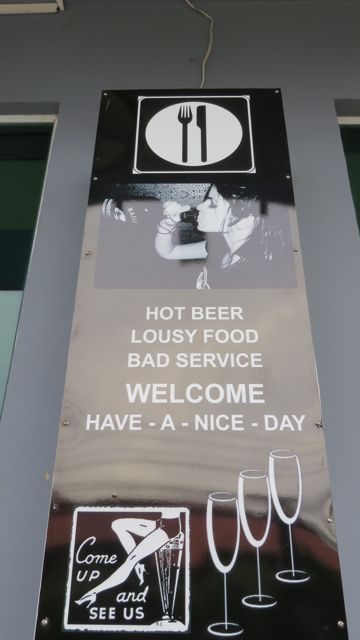 HOT BEER
LOUSY FOOD
BAD SERVICE
WELCOME
HAVE - A - NICE - DAY
Come
UP
and
SEE US